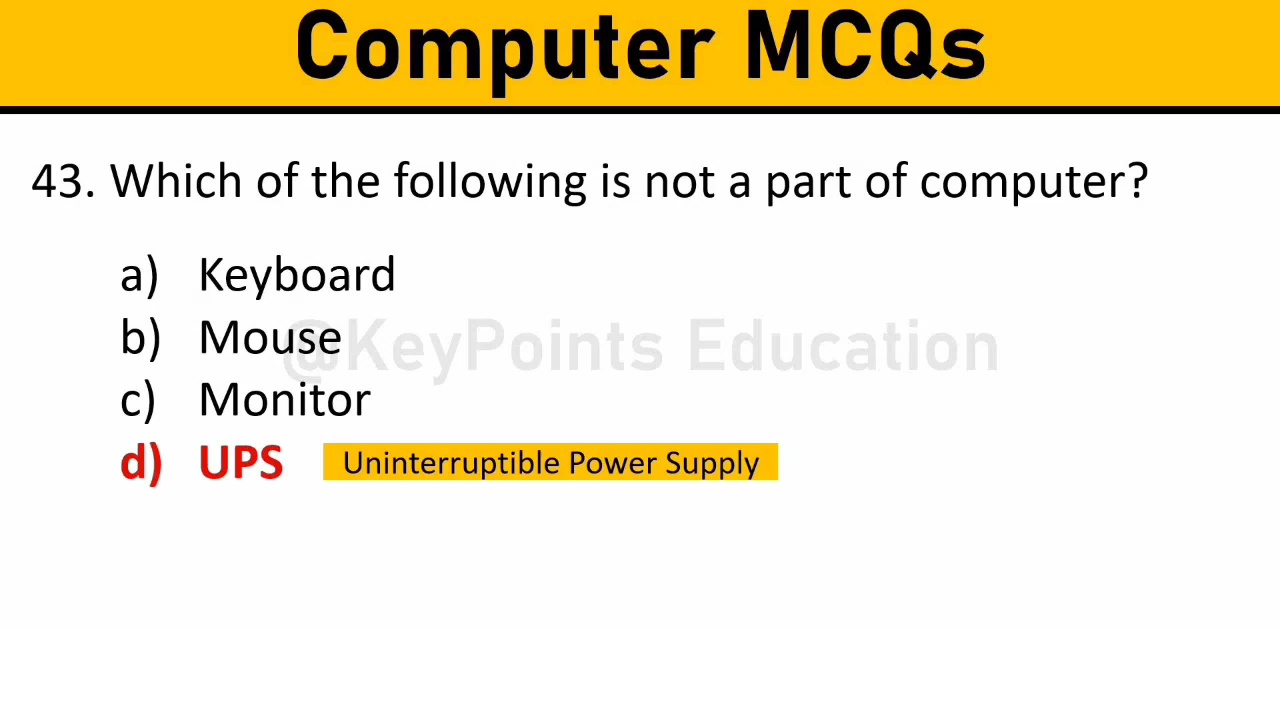 Computer MCQs
43. Which of the following is not a part of computer?
a) Keyboard
b) Mouse
@KeyPoints Education
c) Monitor
d) UPS Uninterruptible Power Supply